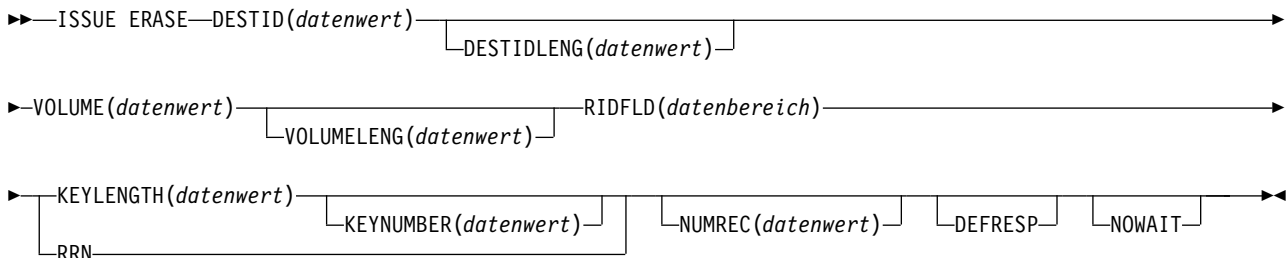 ISSUE ERASE DESTID(datenwert)
DESTIDLENG(datenwert)
VOLUME(datenwert) RIDFLD(datenbereich)
VOLUMELENG(datenwert)
KEYLENGTH(datenwert)
KEYNUMBER(datenwert) NUMREC(datenwert) DEFRESP NOWAIT
RRN